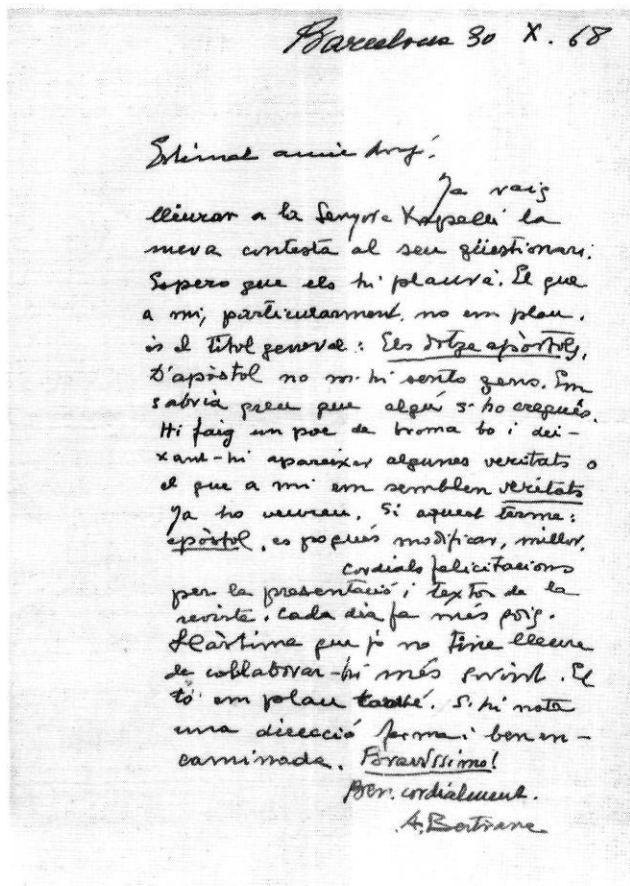 Barcelona 30 X. 68
Estimat amic Jorgi:
Ja vaig
lliurar a la Senyora Kapelli la
meva contesta al seu qüestionari.
Espero que els hi plaurà. El que
a mi, particularment, no em plau,
és el títol general: Els dotze apòstols.
D'apòstol no m'hi sento gens. Em
sabria greu que algú s'ho cregués.
Hi faig un poc de broma to i dei-
xant-hi aparèixer algunes veritats o
el que a mi em semblen veritats
Ja ho veureu. Si aquest terme:
apòstol, es pogués modificar, millor.
Cordials felicitacions
per la presentació i textos de la
revista. Cada dia fa més goig.
Llàstima que jo no tinc lleure
de col·laborar-hi més sovint. El
to em plau també. S'hi nota
una direcció ferma i ben en-
caminada. Bravíssimo!
Ben cordialment.
A. Bertrana